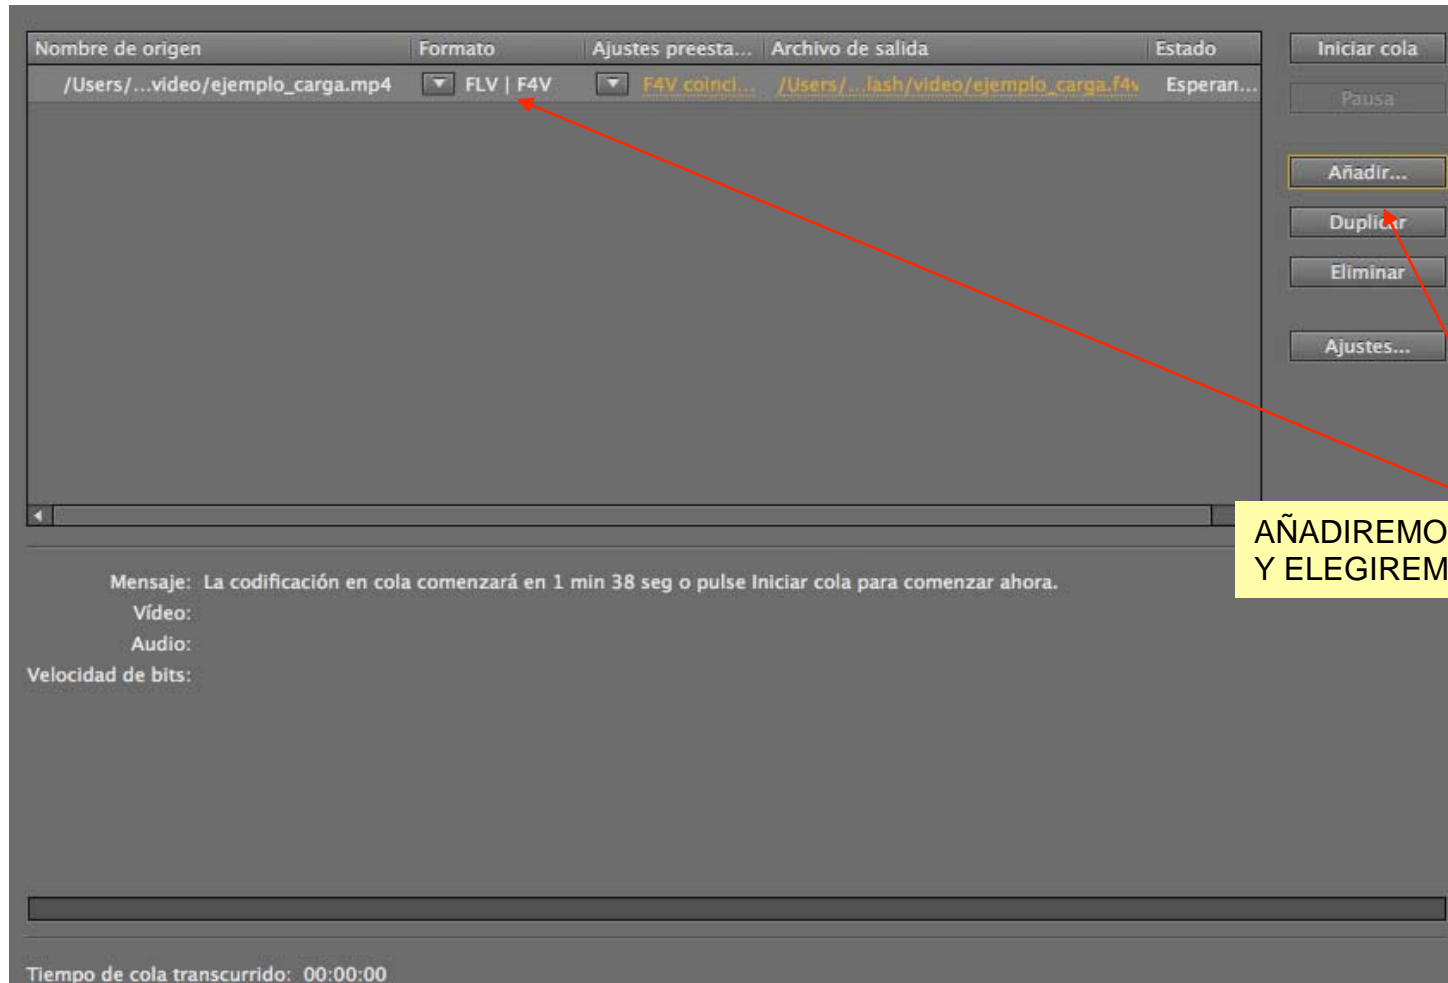 Nombre de origen Formato Ajustes preesta... Archivo de salida Estado
/Users/...video/ejemplo_carga.mp4 FLV | F4V F4V coinci... /Users/...lash/video/ejemplo_carga.f4v Esperan...
Iniciar cola
Pausa
Añadir...
Duplicar
Eliminar
Ajustes...
AÑADIREMO
Y ELEGIREM
Mensaje: La codificación en cola comenzará en 1 min 38 seg o pulse Iniciar cola para comenzar ahora.
Vídeo:
Audio:
Velocidad de bits:
Tiempo de cola transcurrido: 00:00:00